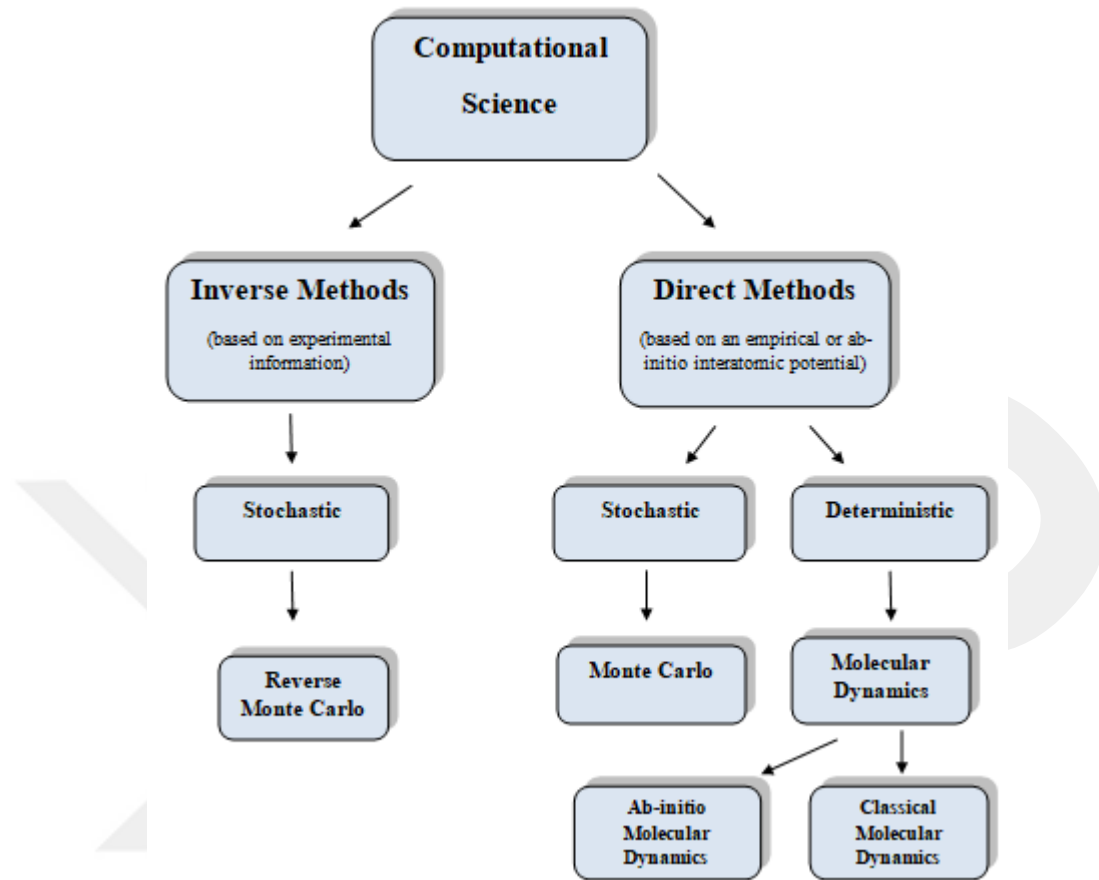 Computational
Science
Inverse Methods
(based on experimental
information)
Direct Methods
(based on an empirical or ab-
initio interatomic potential)
Stochastic
Stochastic
Deterministic
Reverse
Monte Carlo
Monte Carlo
Molecular
Dynamics
Ab-initio
Molecular
Dynamics
Classical
Molecular
Dynamics